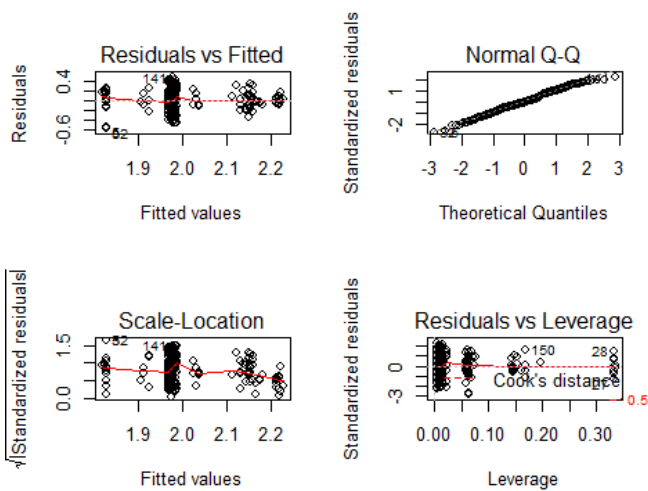 Residuals vs Fitted
Residuals
0.4
-0.6
141
52
1.9 2.0 2.1 2.2
Fitted values
Normal Q-Q
Standardized residuals
1
-2
-3 -2 -1 0 1 2 3
Theoretical Quantiles
Scale-Location
√|Standardized residuals|
1.5
0.0
52
141
1.9 2.0 2.1 2.2
Fitted values
Residuals vs Leverage
Standardized residuals
0
-3
150
28
Cook's distance
0.5
0.00 0.10 0.20 0.30
Leverage